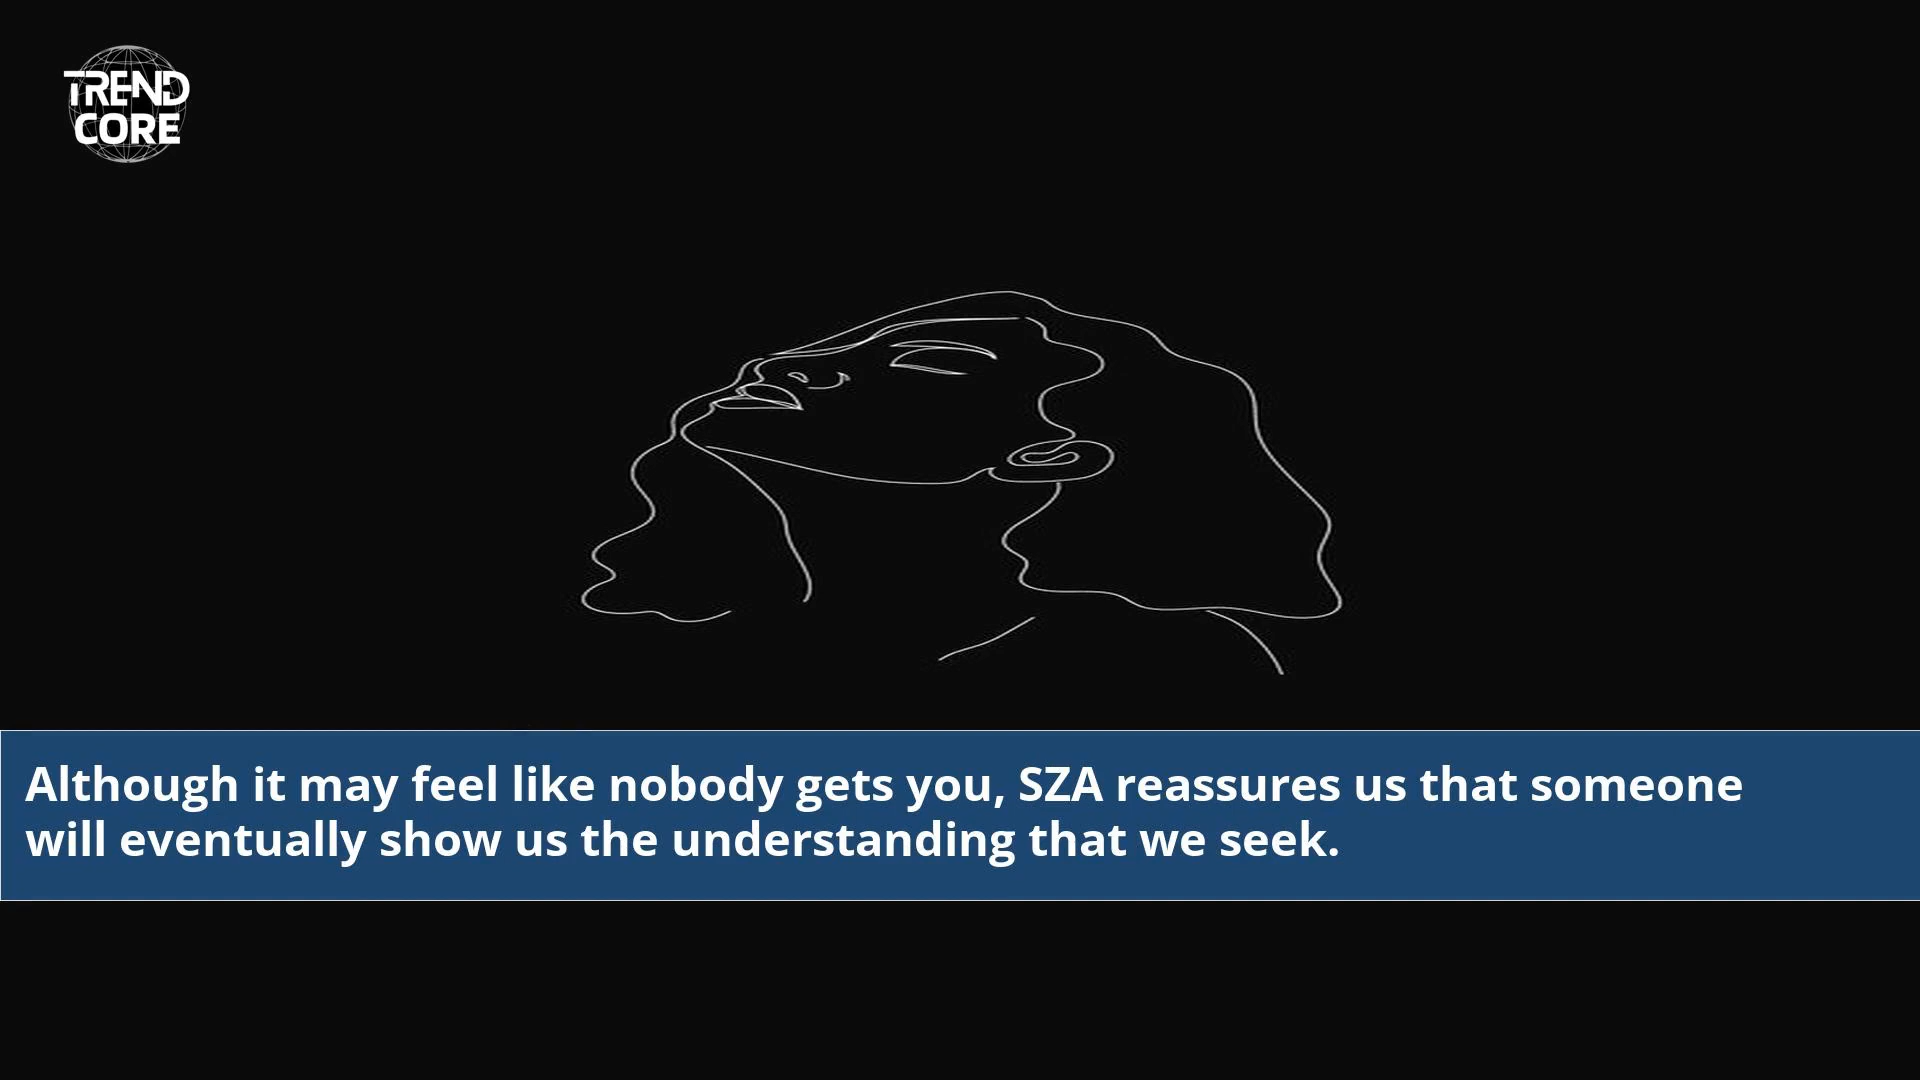 TREND
CORE
Although it may feel like nobody gets you, SZA reassures us that someone
will eventually show us the understanding that we seek.